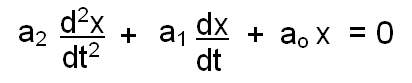 a₂ d²x/dt² + a₁ dx/dt + aₒ x = 0